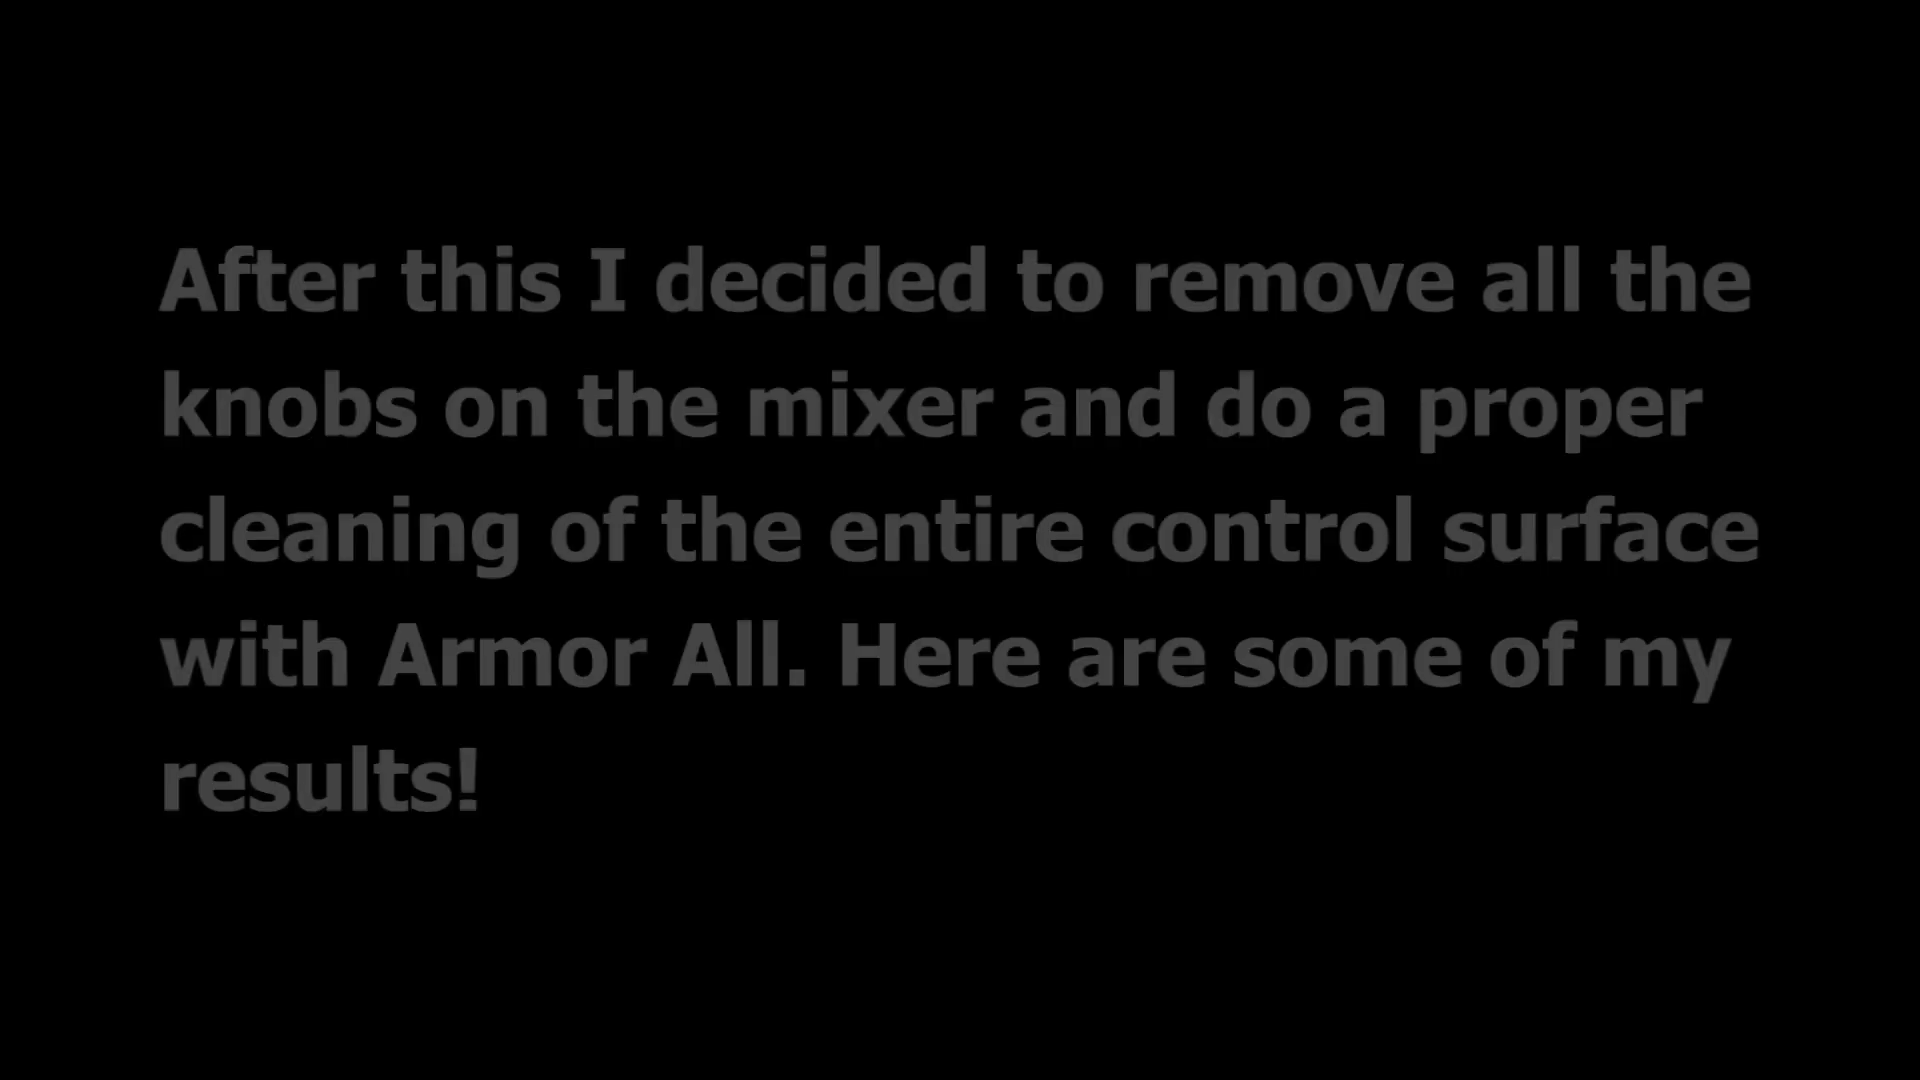 After this I decided to remove all the
knobs on the mixer and do a proper
cleaning of the entire control surface
with Armor All. Here are some of my
results!